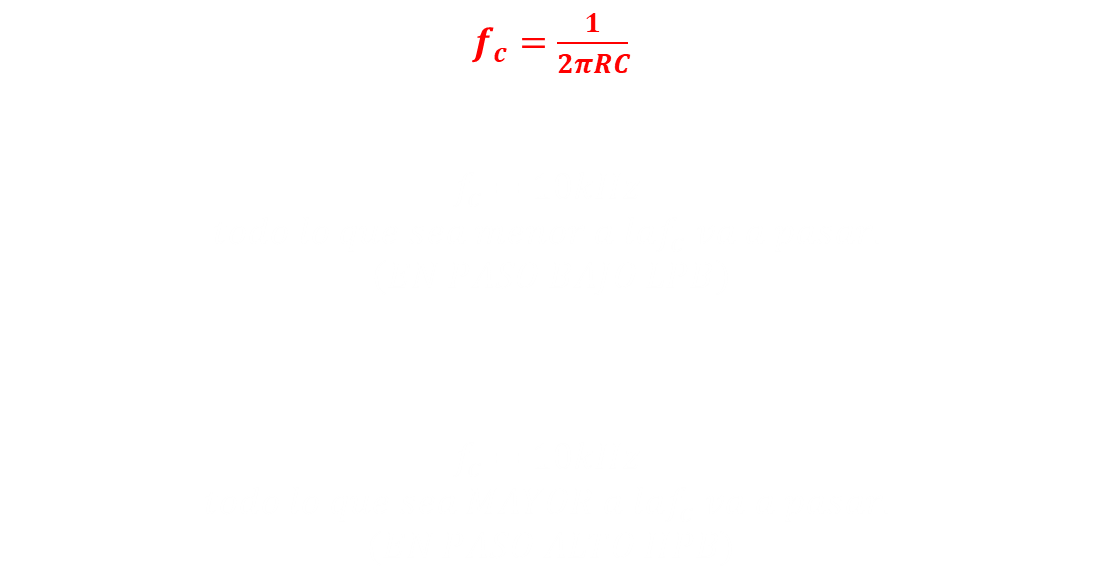 f_c = 1/(2πRC)